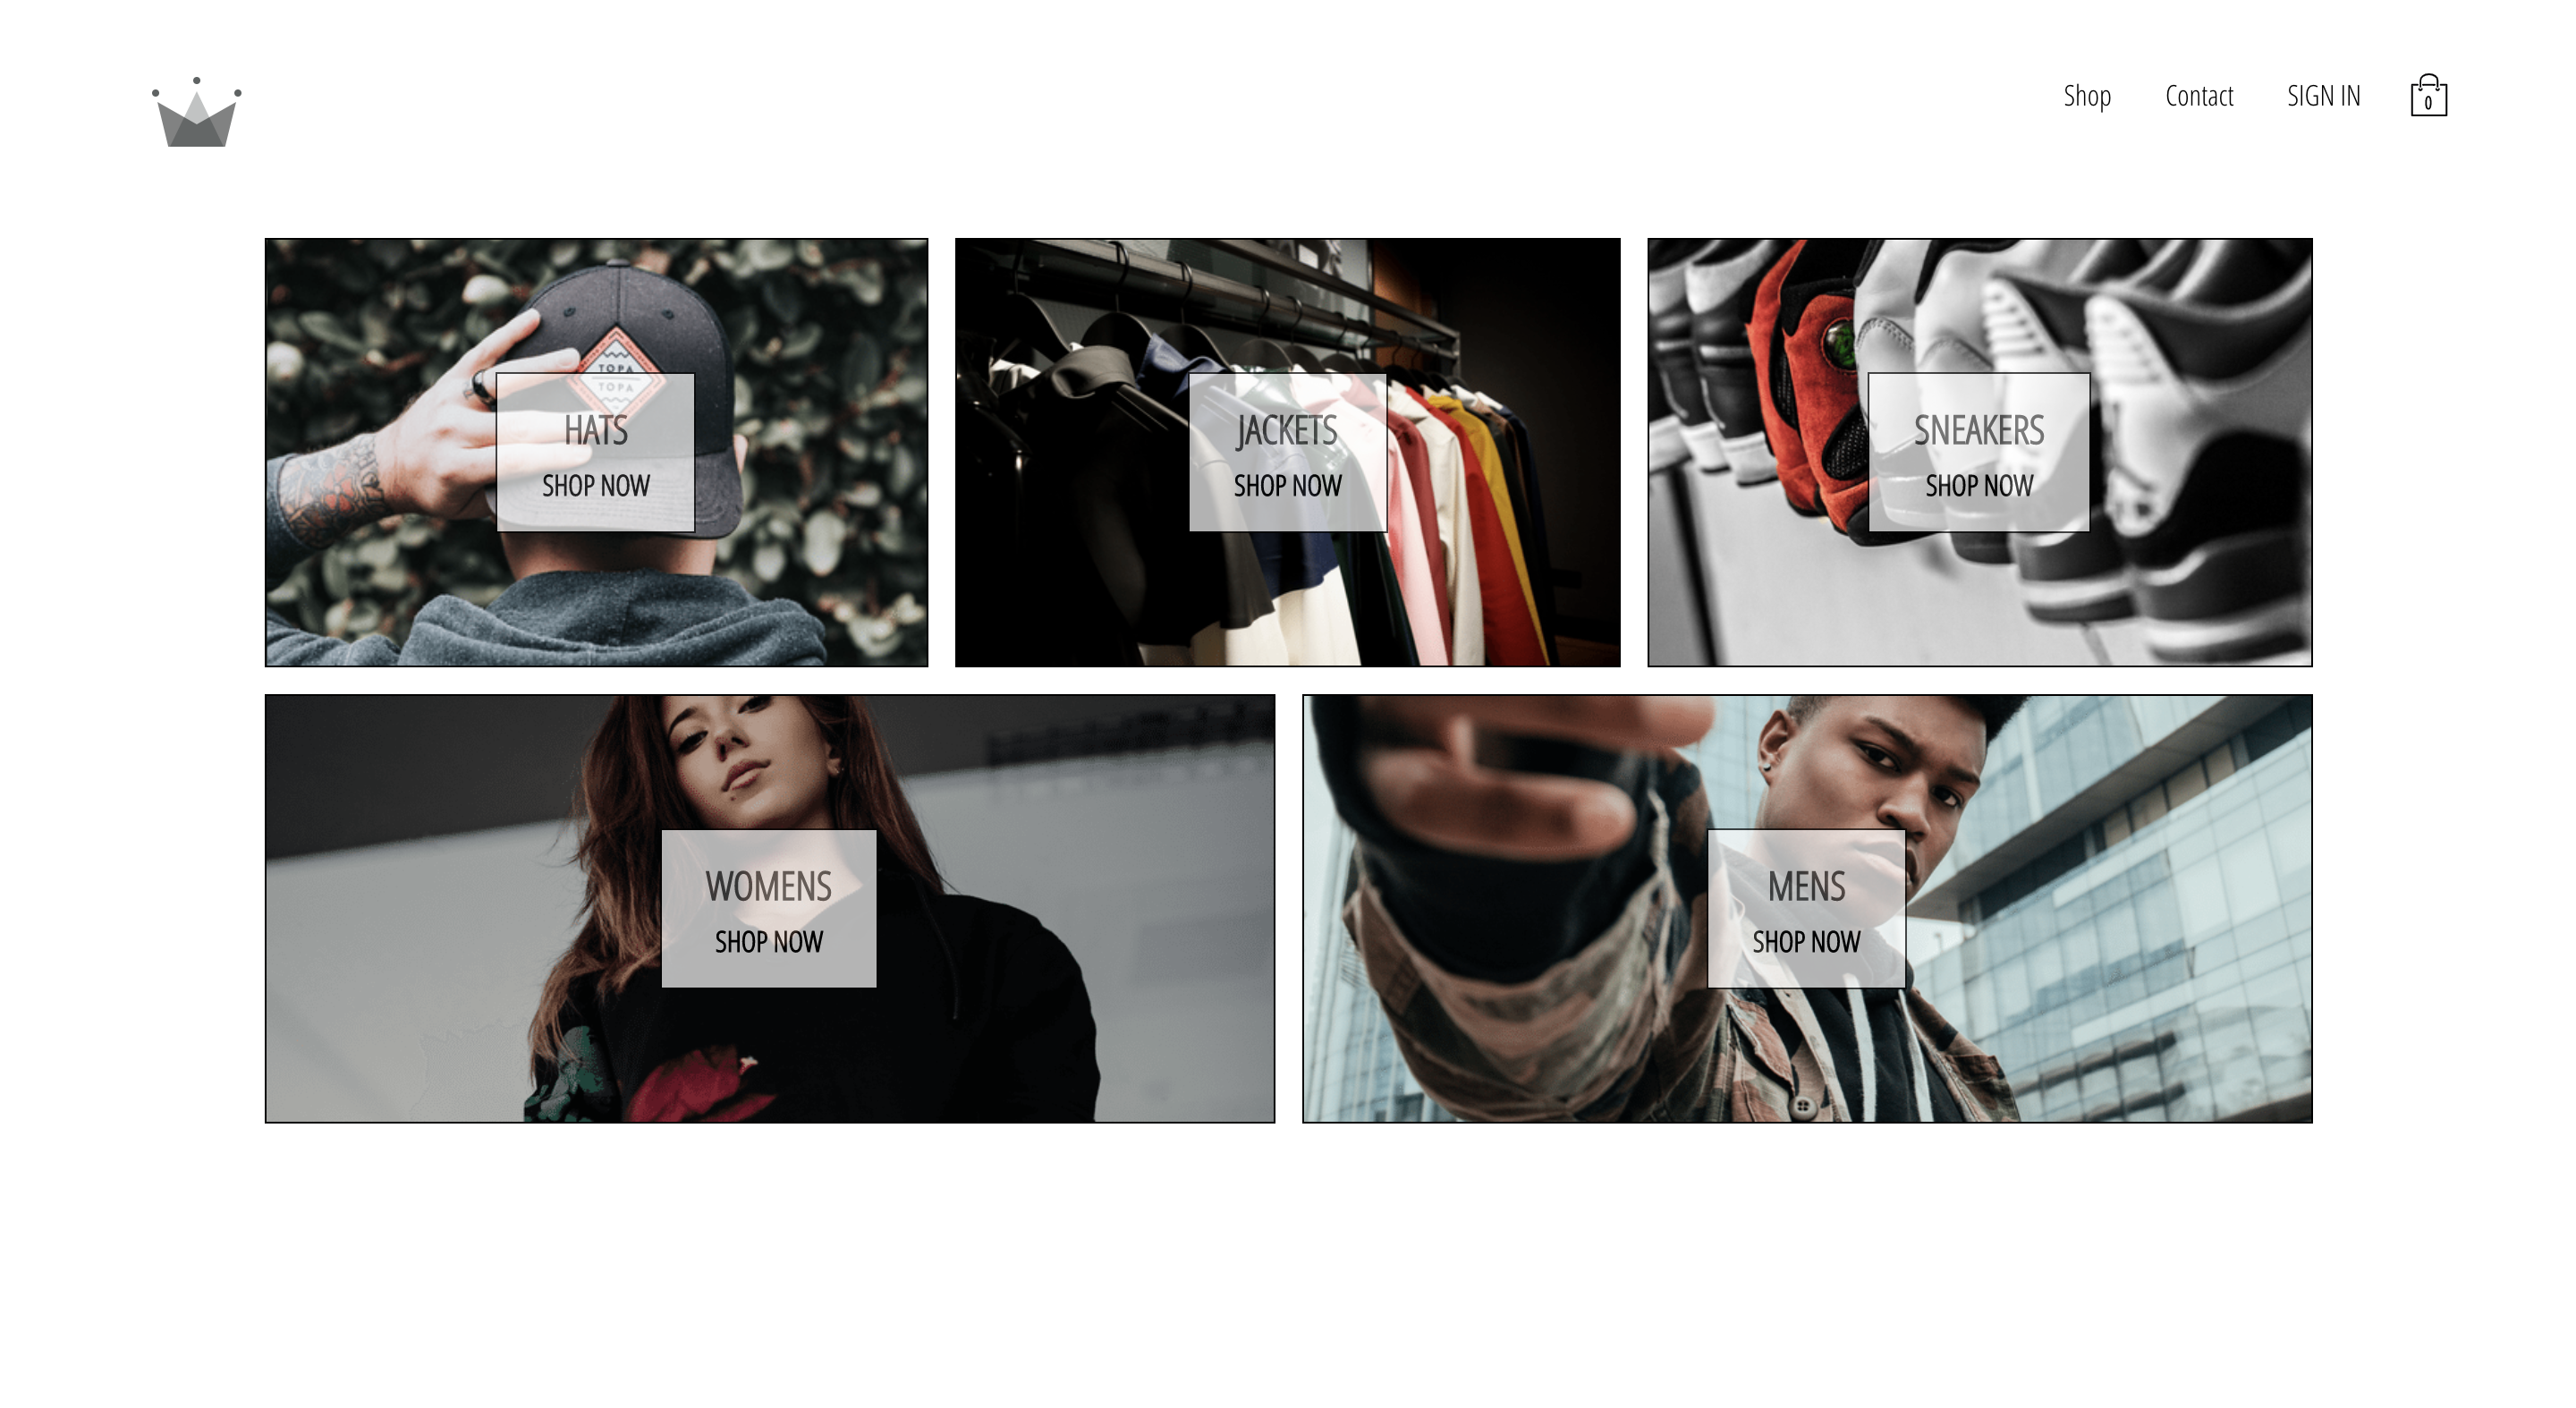 Shop Contact SIGN IN 0
TOPA
TOPA
HATS
SHOP NOW
JACKETS
SHOP NOW
SNEAKERS
SHOP NOW
WOMENS
SHOP NOW
MENS
SHOP NOW